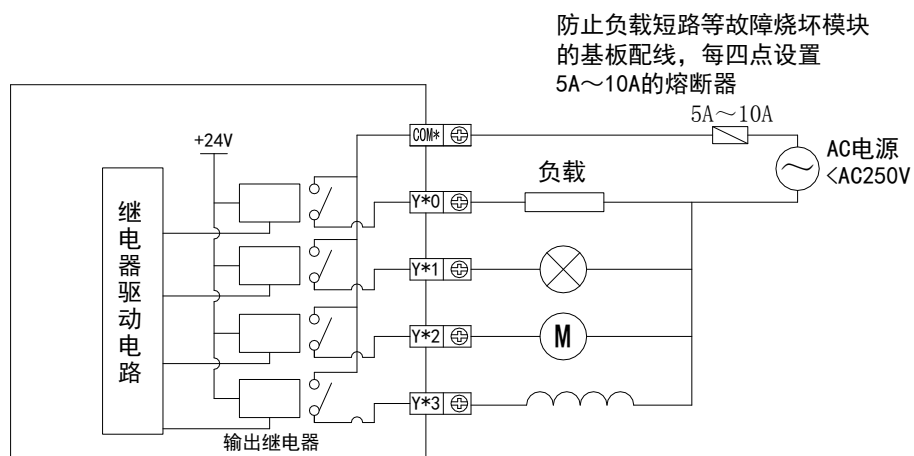 防止负载短路等故障烧坏模块
的基板配线，每四点设置
5A～10A的熔断器
5A～10A
COM*
+24V
AC电源
<AC250V
负载
Y*0
继电器驱动电路
Y*1
Y*2
M
Y*3
输出继电器